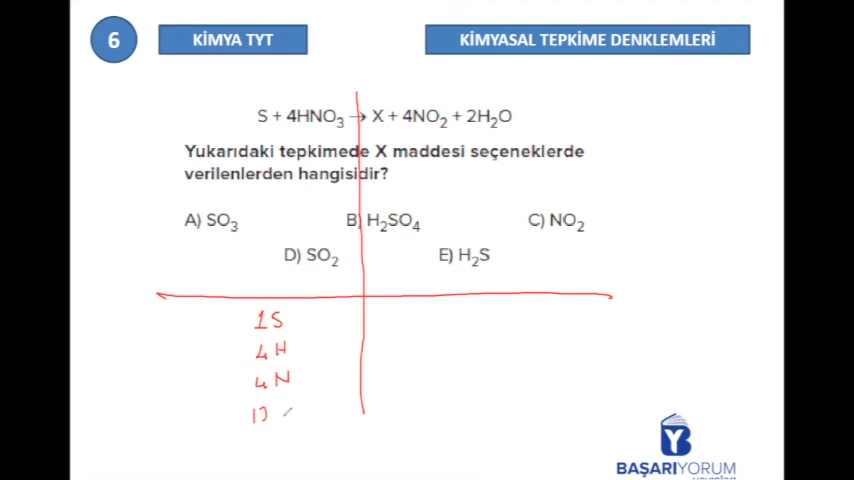 6
KİMYA TYT
KİMYASAL TEPKİME DENKLEMLERİ
S + 4HNO₃ → X + 4NO₂ + 2H₂O
Yukarıdaki tepkimede X maddesi seçeneklerde
verilenlerden hangisidir?
A) SO₃ B) H₂SO₄ C) NO₂
D) SO₂ E) H₂S
1S
4H
4N
BAŞARIYORUM
yayınları